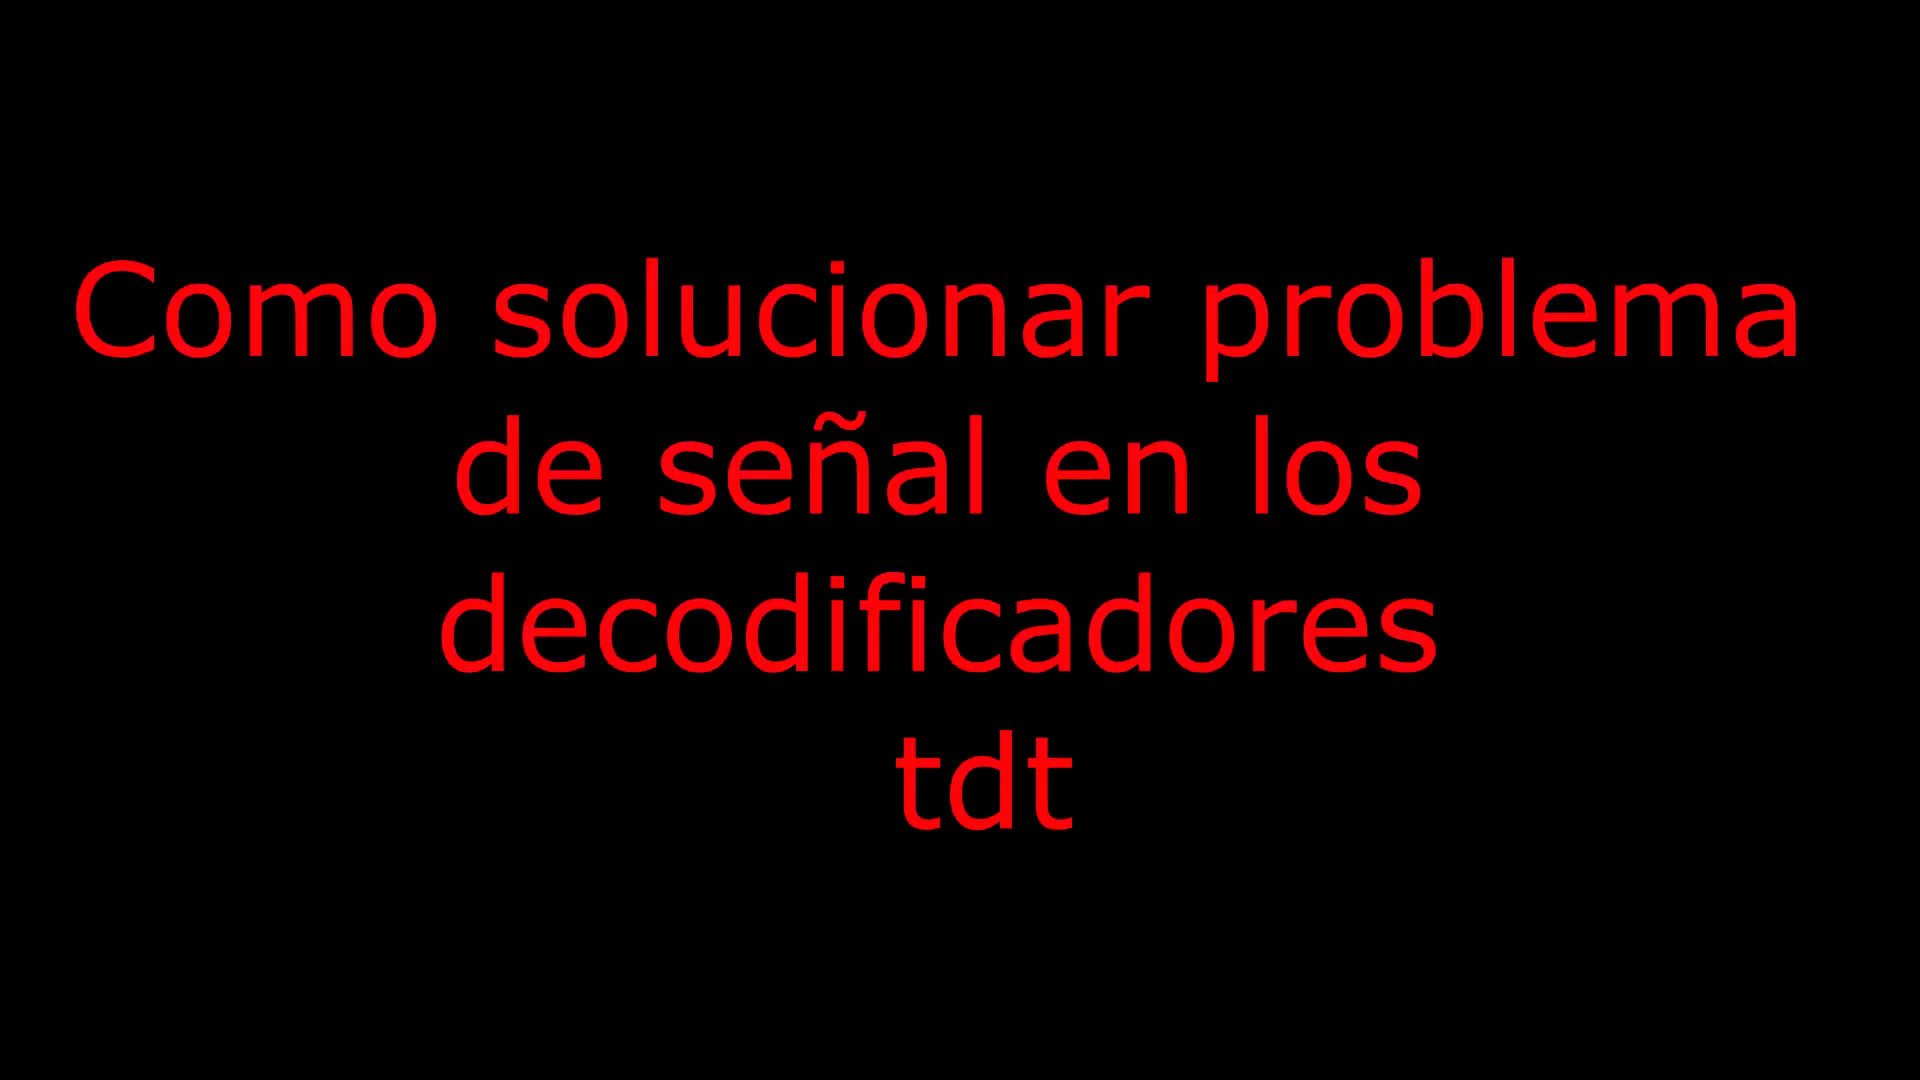 Como solucionar problema
de señal en los
decodificadores
tdt